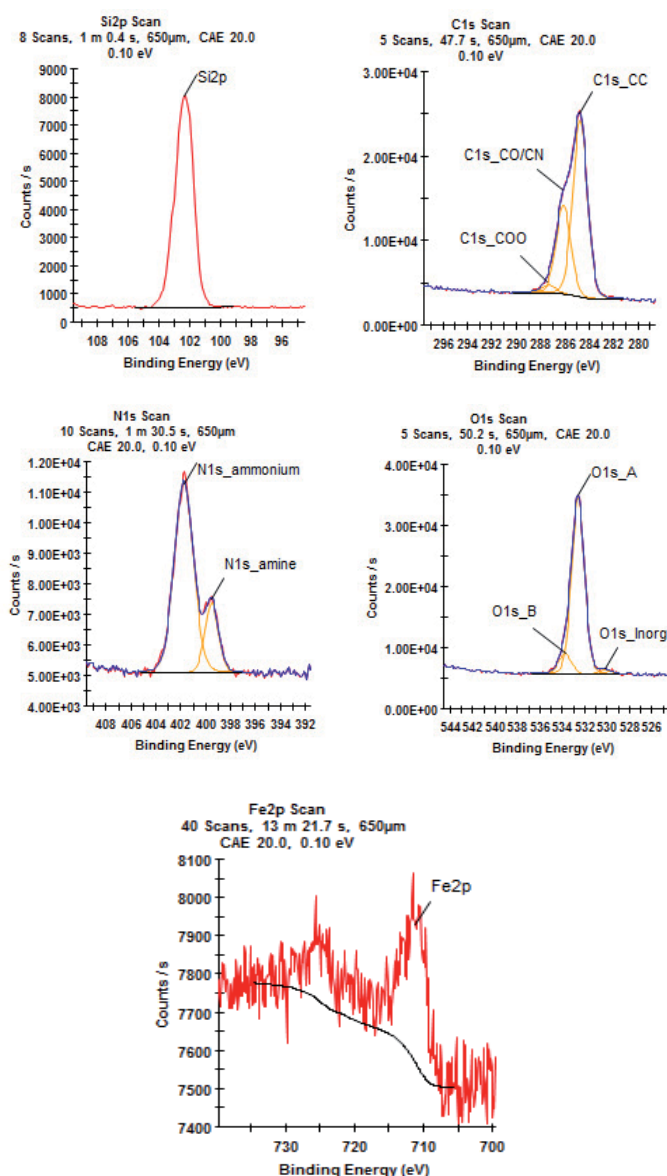 Si2p Scan
8 Scans, 1 m 0.4 s, 650µm, CAE 20.0
0.10 eV
Si2p
9000
8000
7000
6000
5000
4000
3000
2000
1000
0
Counts / s
108 106 104 102 100 98 96
Binding Energy (eV)
C1s Scan
5 Scans, 47.7 s, 650µm, CAE 20.0
0.10 eV
C1s_CC
C1s_CO/CN
C1s_COO
3.00E+04
2.00E+04
1.00E+04
0.00E+00
Counts / s
296 294 292 290 288 286 284 282 280
Binding Energy (eV)
N1s Scan
10 Scans, 1 m 30.5 s, 650µm
CAE 20.0, 0.10 eV
N1s_ammonium
N1s_amine
1.20E+04
1.10E+04
1.00E+04
9.00E+03
8.00E+03
7.00E+03
6.00E+03
5.00E+03
4.00E+03
Counts / s
408 406 404 402 400 398 396 394 392
Binding Energy (eV)
O1s Scan
5 Scans, 50.2 s, 650µm, CAE 20.0
0.10 eV
O1s_A
O1s_B
O1s_Inorg
4.00E+04
3.00E+04
2.00E+04
1.00E+04
0.00E+00
Counts / s
544 542 540 538 536 534 532 530 528 526
Binding Energy (eV)
Fe2p Scan
40 Scans, 13 m 21.7 s, 650µm
CAE 20.0, 0.10 eV
Fe2p
8100
8000
7900
7800
7700
7600
7500
7400
Counts / s
730 720 710 700
Binding Energy (eV)